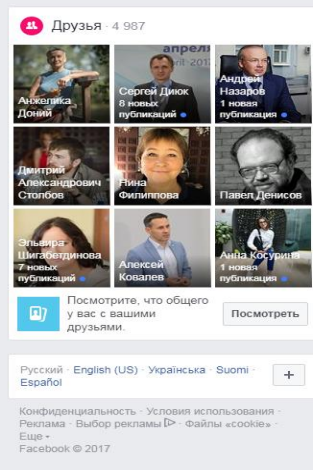 Друзья · 4 987
апреля
Анжелика
Доний
Сергей Диюк
8 новых
публикаций
Андрей
Назаров
1 новая
публикация
Дмитрий
Александрович
Столбов
Нина
Филиппова
Павел Денисов
Эльвира
Шигабетдинова
7 новых
публикаций
Алексей
Ковалев
Анна Косурина
1 новая
публикация
Посмотрите, что общего
у вас с вашими
друзьями.
Посмотреть
Русский · English (US) · Українська · Suomi ·
Español
+
Конфиденциальность · Условия использования ·
Реклама · Выбор рекламы · Файлы «cookie» ·
Еще
Facebook © 2017